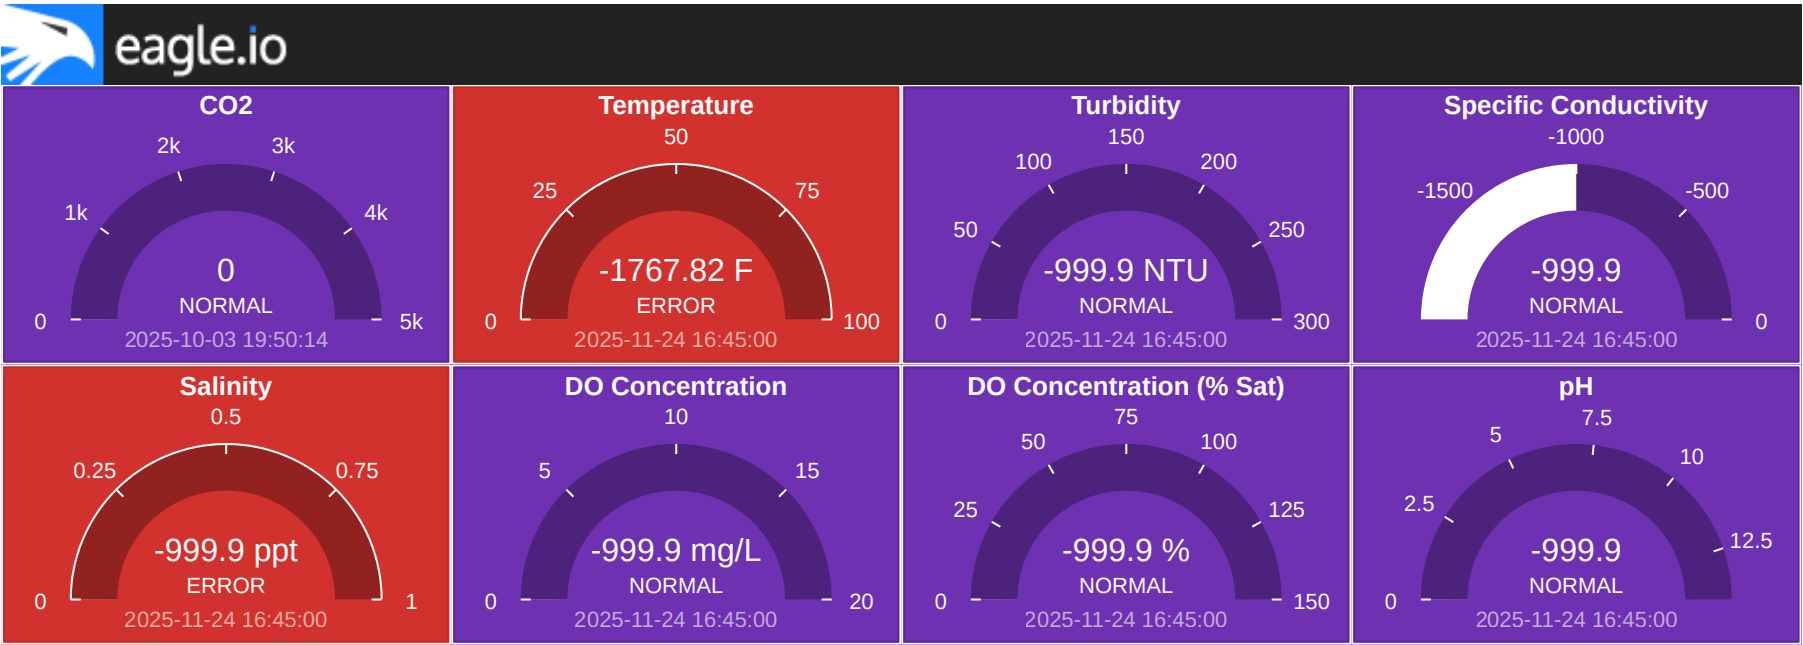 eagle.io
CO2
2k
3k
1k
4k
0
NORMAL
0
5k
2025-10-03 19:50:14
Temperature
50
25
75
-1767.82 F
ERROR
0
100
2025-11-24 16:45:00
Turbidity
150
100
200
50
250
-999.9 NTU
NORMAL
0
300
2025-11-24 16:45:00
Specific Conductivity
-1000
-1500
-500
-999.9
NORMAL
0
2025-11-24 16:45:00
Salinity
0.5
0.25
0.75
-999.9 ppt
ERROR
0
1
2025-11-24 16:45:00
DO Concentration
10
5
15
-999.9 mg/L
NORMAL
0
20
2025-11-24 16:45:00
DO Concentration (% Sat)
75
50
100
25
125
-999.9 %
NORMAL
0
150
2025-11-24 16:45:00
pH
7.5
5
10
2.5
12.5
-999.9
NORMAL
0
2025-11-24 16:45:00